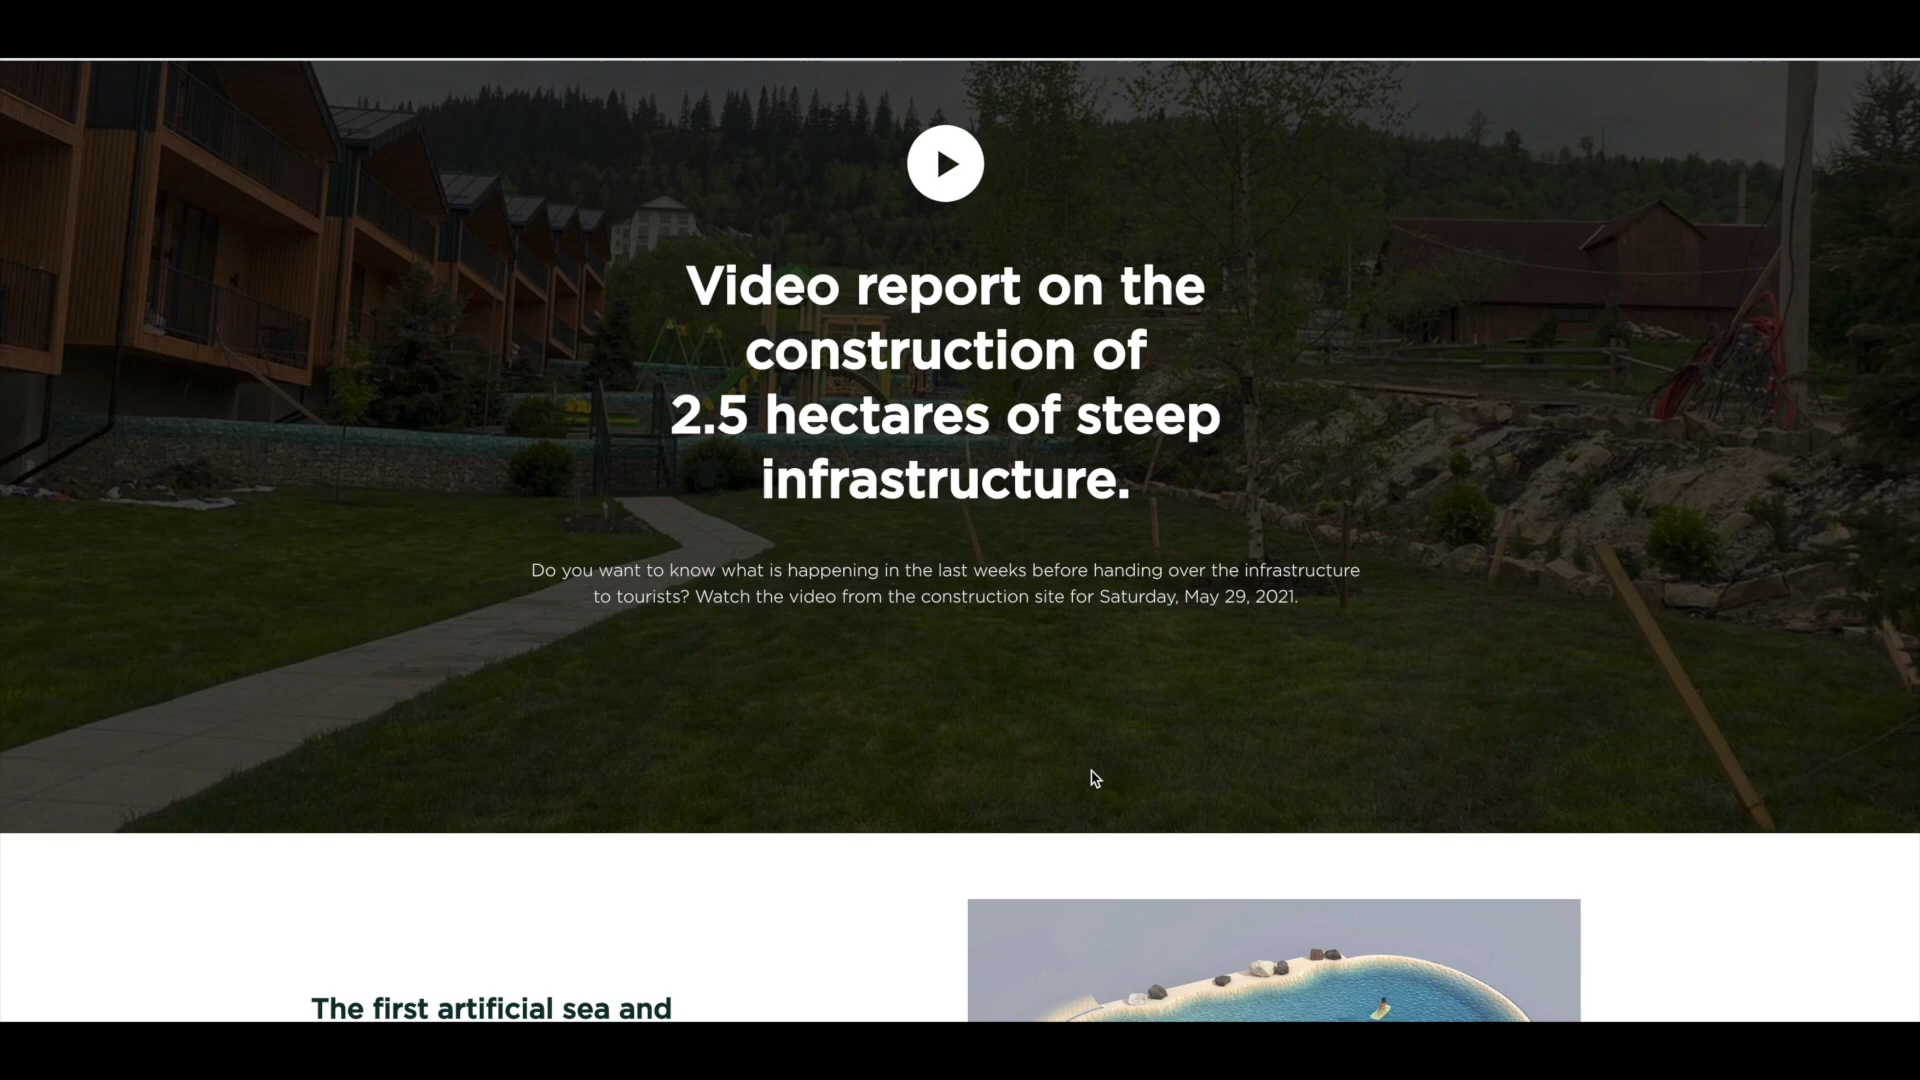 Video report on the
construction of
2.5 hectares of steep
infrastructure.
Do you want to know what is happening in the last weeks before handing over the infrastructure
to tourists? Watch the video from the construction site for Saturday, May 29, 2021.
The first artificial sea and